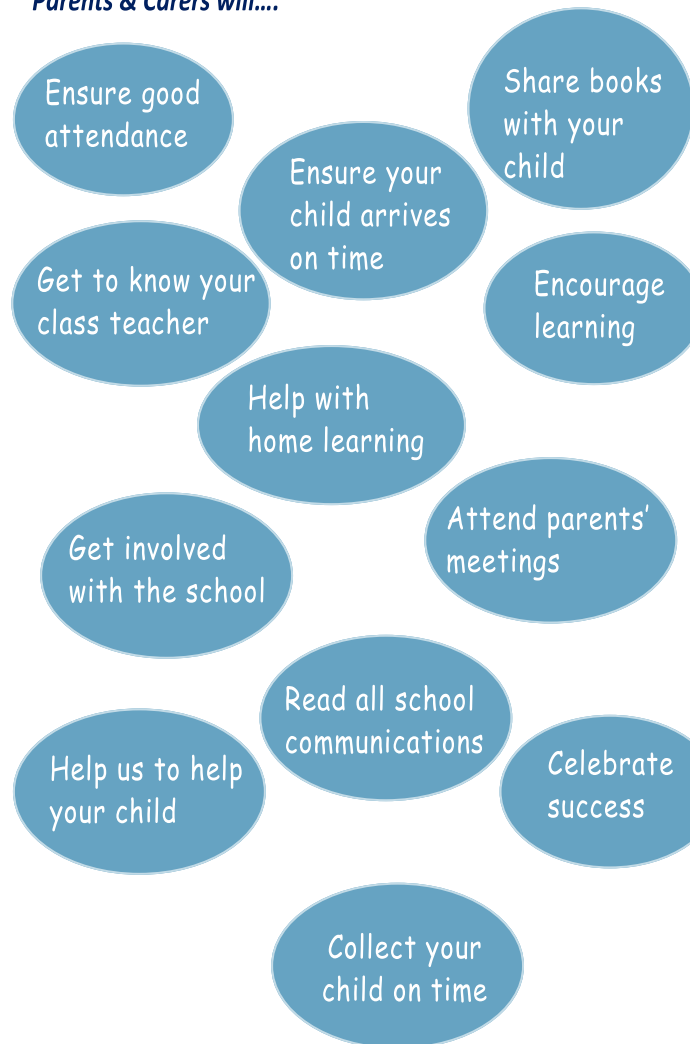 Parents & Carers will....
Ensure good
attendance
Share books
with your
child
Ensure your
child arrives
on time
Get to know your
class teacher
Encourage
learning
Help with
home learning
Attend parents’
meetings
Get involved
with the school
Read all school
communications
Help us to help
your child
Celebrate
success
Collect your
child on time